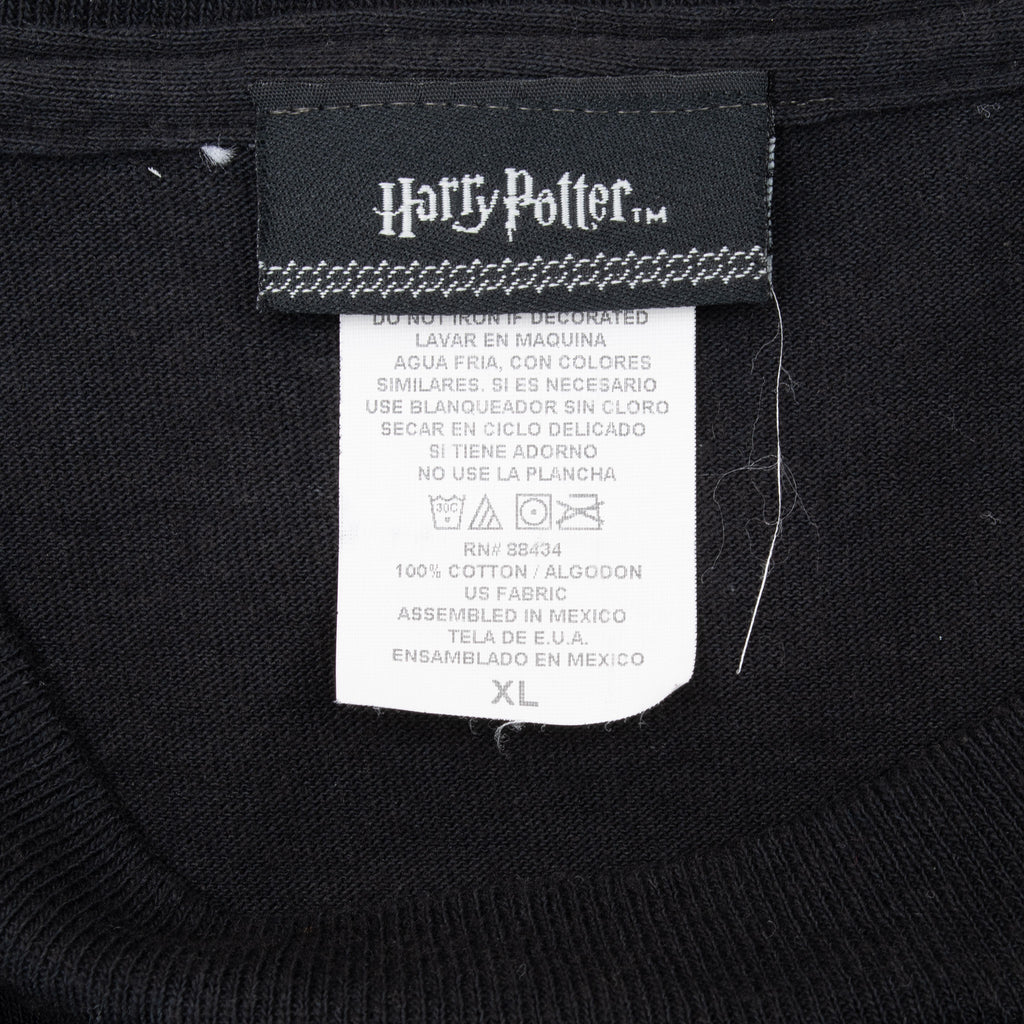 Harry Potter™
DO NOT IRON IF DECORATED
LAVAR EN MAQUINA
AGUA FRIA, CON COLORES
SIMILARES. SI ES NECESARIO
USE BLANQUEADOR SIN CLORO
SECAR EN CICLO DELICADO
SI TIENE ADORNO
NO USE LA PLANCHA
30C
RN# 88434
100% COTTON / ALGODON
US FABRIC
ASSEMBLED IN MEXICO
TELA DE E.U.A.
ENSAMBLADO EN MEXICO
XL